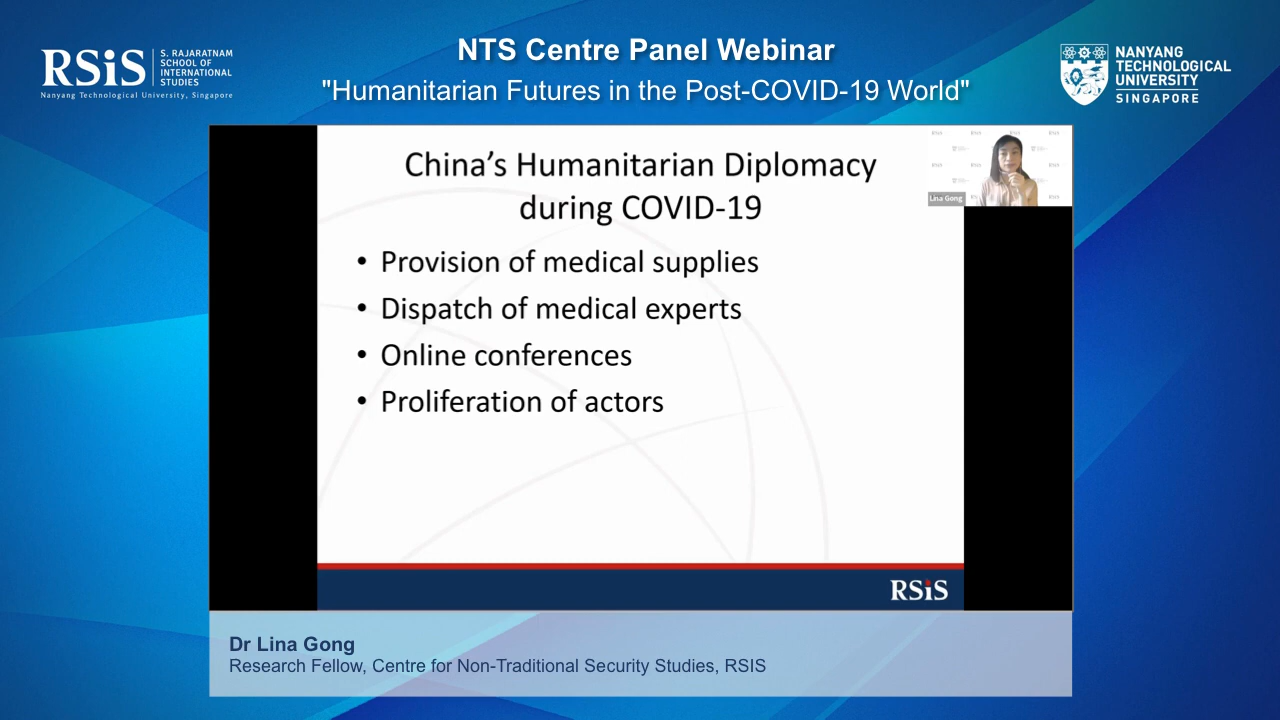 RSiS
S. RAJARATNAM
SCHOOL OF
INTERNATIONAL
STUDIES
Nanyang Technological University, Singapore
NTS Centre Panel Webinar
"Humanitarian Futures in the Post-COVID-19 World"
NANYANG
TECHNOLOGICAL
UNIVERSITY
SINGAPORE
China’s Humanitarian Diplomacy
during COVID-19
• Provision of medical supplies
• Dispatch of medical experts
• Online conferences
• Proliferation of actors
Lina Gong
RSiS
Dr Lina Gong
Research Fellow, Centre for Non-Traditional Security Studies, RSIS